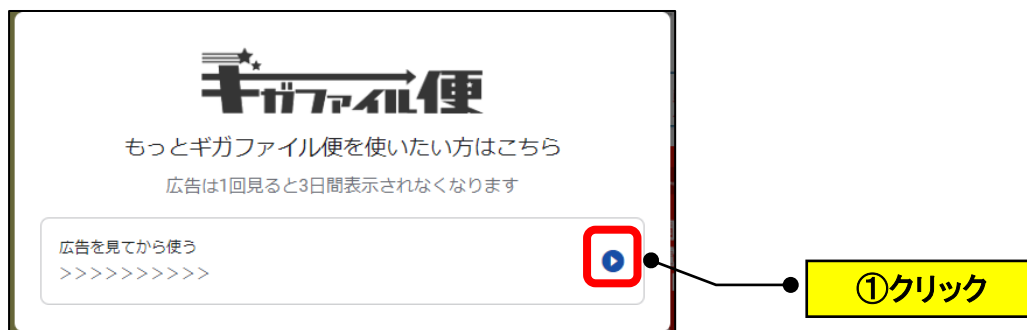 ギガファイル便
もっとギガファイル便を使いたい方はこちら
広告は1回見ると3日間表示されなくなります
広告を見てから使う
>>>>>>>>>>
①クリック